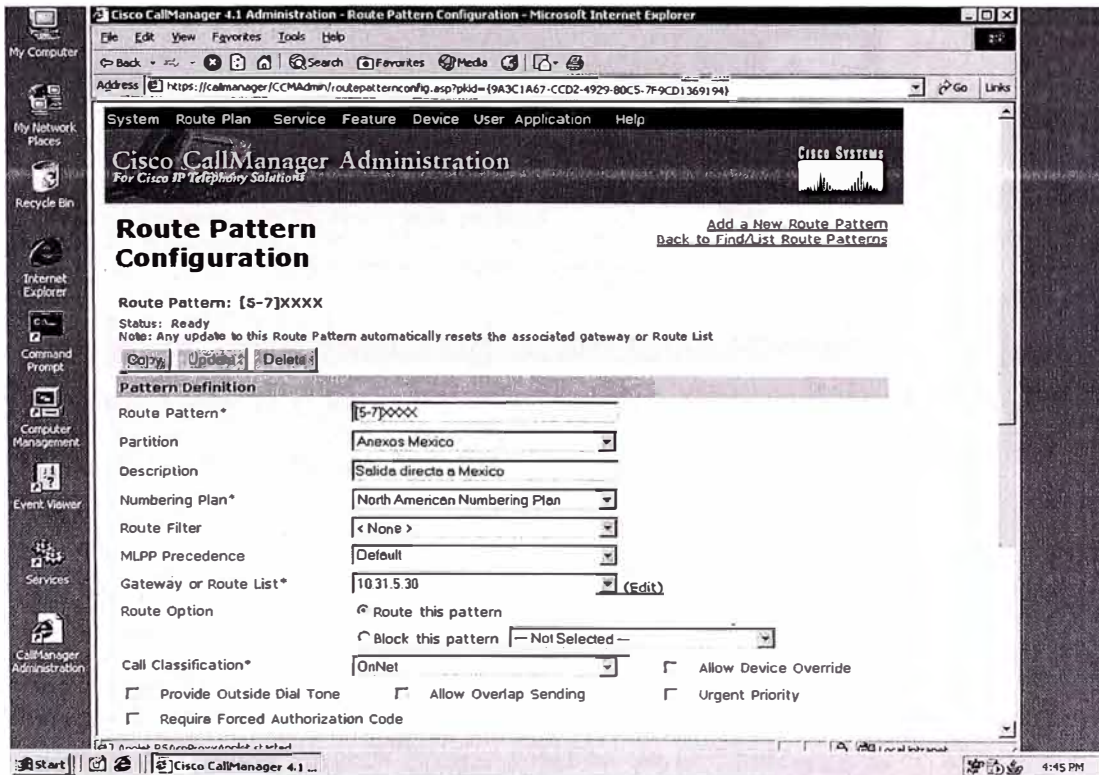 Cisco CallManager 4.1 Administration - Route Pattern Configuration - Microsoft Internet Explorer
File Edit View Favorites Tools Help
Back Search Favorites Media
Address https://callmanager/CCMAdmin/routepatternconfig.asp?pkid={9A3C1A67-CCD2-4929-80C5-7F9CD1369194} Go Links
System Route Plan Service Feature Device User Application Help
Cisco CallManager Administration
For Cisco IP Telephony Solutions
CISCO SYSTEMS
Route Pattern
Configuration
Add a New Route Pattern
Back to Find/List Route Patterns
Route Pattern: [5-7]XXXX
Status: Ready
Note: Any update to this Route Pattern automatically resets the associated gateway or Route List
Copy Update Delete
Pattern Definition
Route Pattern* [5-7]XXXX
Partition Anexos Mexico
Description Salida directa a Mexico
Numbering Plan* North American Numbering Plan
Route Filter < None >
MLPP Precedence Default
Gateway or Route List* 10.31.5.30 (Edit)
Route Option Route this pattern
Block this pattern — Not Selected —
Call Classification* OnNet Allow Device Override
Provide Outside Dial Tone Allow Overlap Sending Urgent Priority
Require Forced Authorization Code
My Computer
My Network
Places
Recycle Bin
Internet
Explorer
Command
Prompt
Computer
Management
Event Viewer
Services
CallManager
Administration
Start Cisco CallManager 4.1 ... 4:45 PM